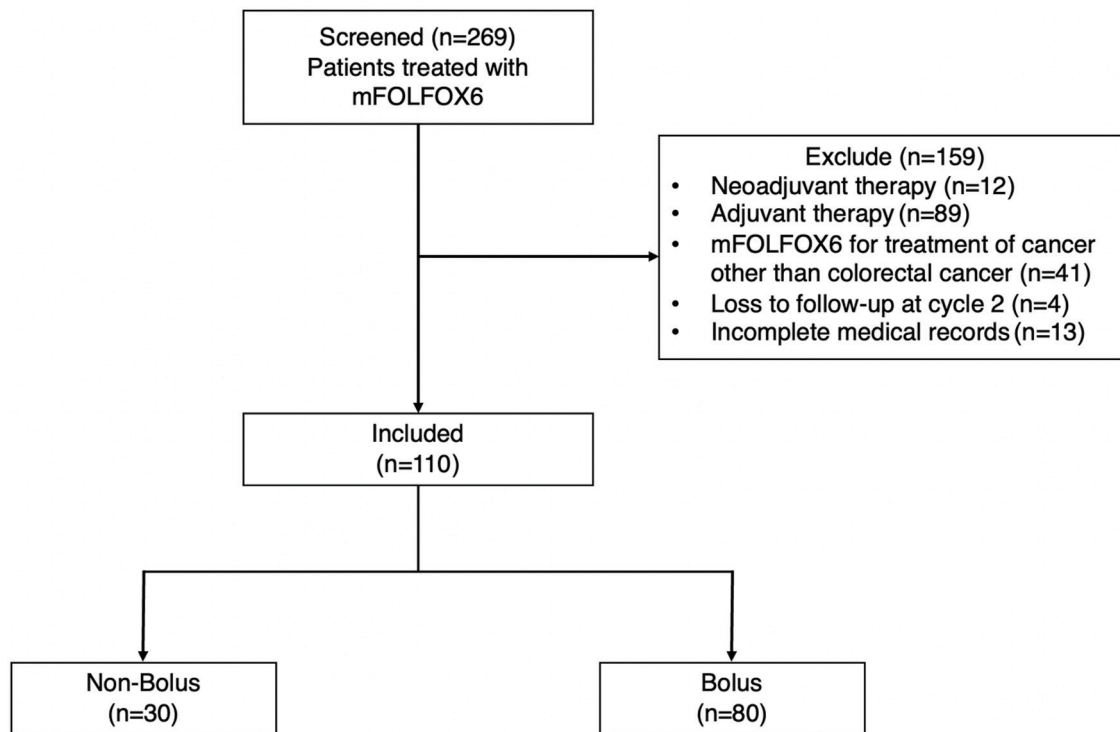 Screened (n=269)
Patients treated with
mFOLFOX6
Exclude (n=159)
• Neoadjuvant therapy (n=12)
• Adjuvant therapy (n=89)
• mFOLFOX6 for treatment of cancer
other than colorectal cancer (n=41)
• Loss to follow-up at cycle 2 (n=4)
• Incomplete medical records (n=13)
Included
(n=110)
Non-Bolus
(n=30)
Bolus
(n=80)